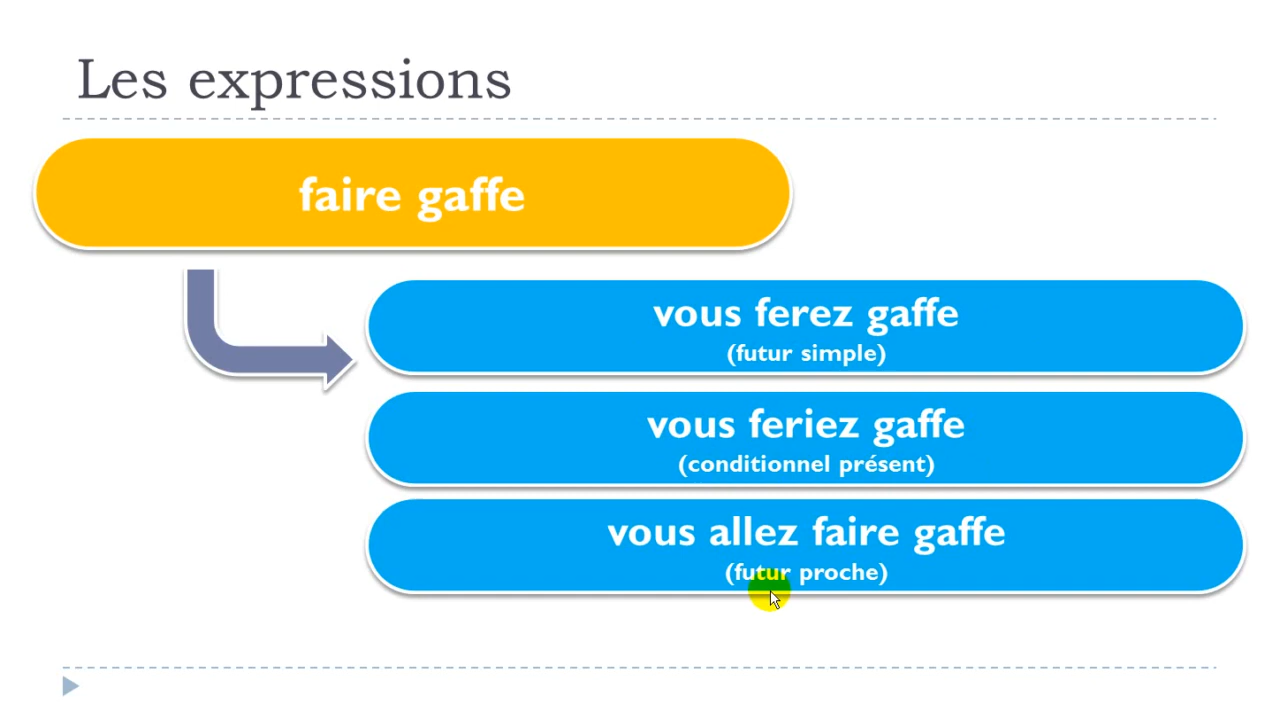 Les expressions
faire gaffe
vous ferez gaffe
(futur simple)
vous feriez gaffe
(conditionnel présent)
vous allez faire gaffe
(futur proche)